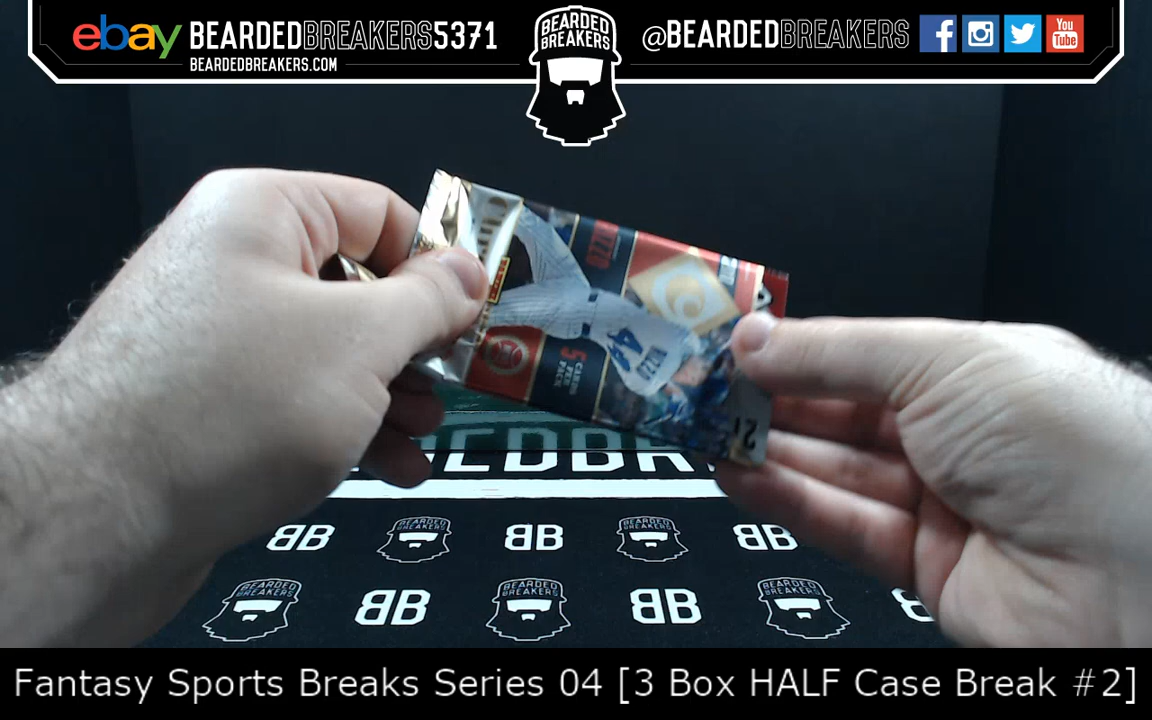 ebay BEARDEDBREAKERS5371
BEARDEDBREAKERS.COM
BEARDED
BREAKERS
@BEARDEDBREAKERS
You
Tube
5 CARDS
PER
PACK
44
BB
BEARDED
BREAKERS
BB
BEARDED
BREAKERS
BB
BEARDED
BREAKERS
BB
BEARDED
BREAKERS
BB
BEARDED
BREAKERS
Fantasy Sports Breaks Series 04 [3 Box HALF Case Break #2]